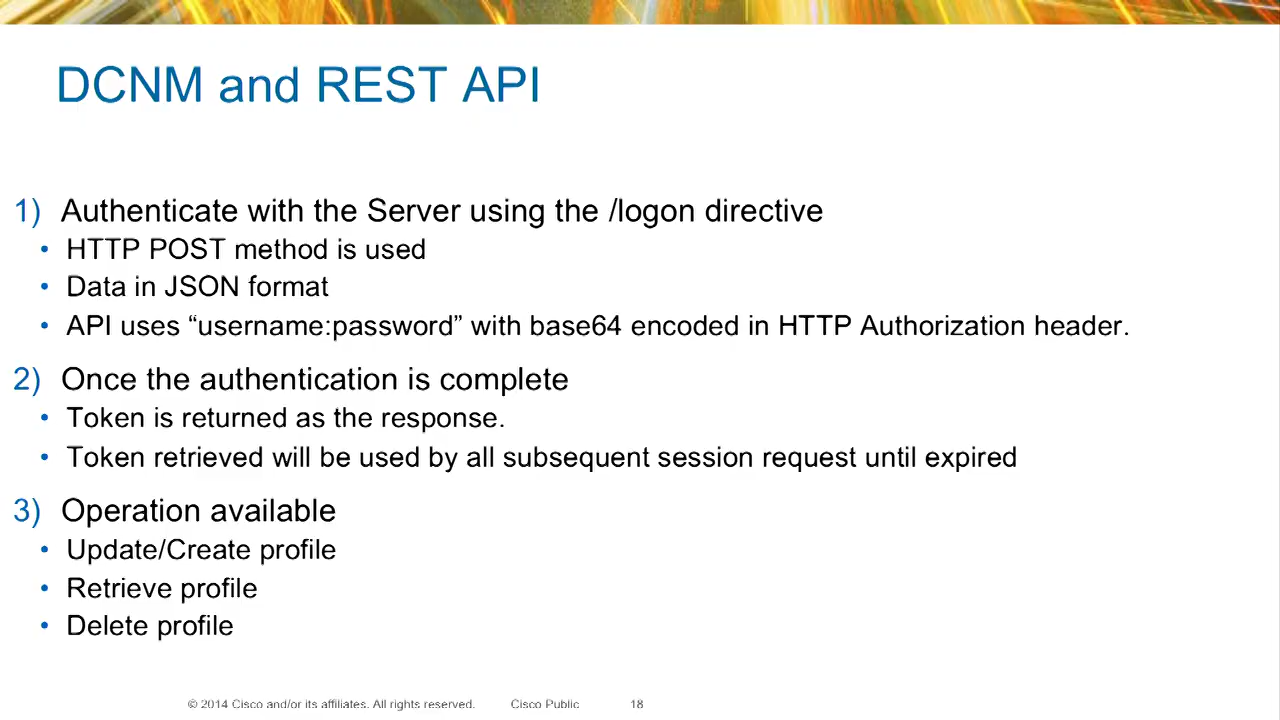 DCNM and REST API
1) Authenticate with the Server using the /logon directive
• HTTP POST method is used
• Data in JSON format
• API uses “username:password” with base64 encoded in HTTP Authorization header.
2) Once the authentication is complete
• Token is returned as the response.
• Token retrieved will be used by all subsequent session request until expired
3) Operation available
• Update/Create profile
• Retrieve profile
• Delete profile
© 2014 Cisco and/or its affiliates. All rights reserved. Cisco Public 18